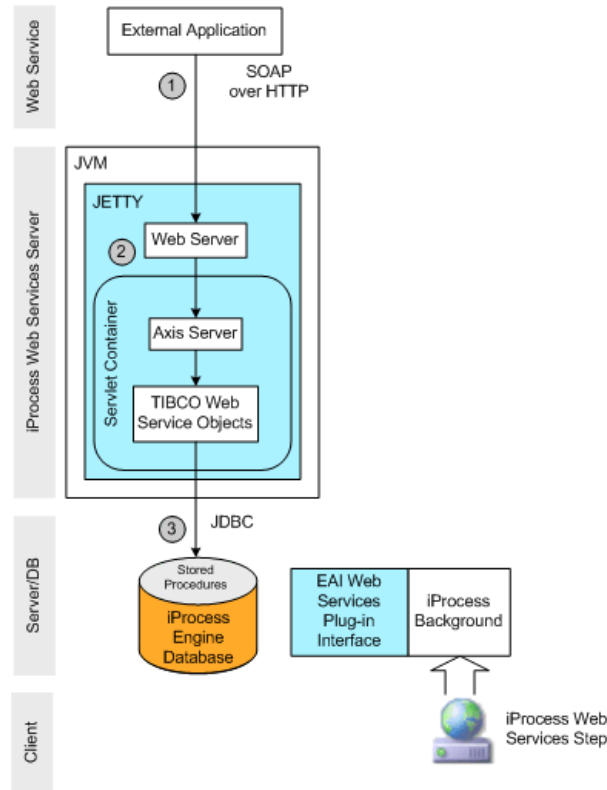 Web Service
External Application
1
SOAP
over HTTP
iProcess Web Services Server
JVM
JETTY
2
Web Server
Servlet Container
Axis Server
TIBCO Web
Service Objects
Server/DB
3
JDBC
Stored
Procedures
iProcess
Engine
Database
EAI Web
Services
Plug-in
Interface
iProcess
Background
Client
iProcess Web
Services Step